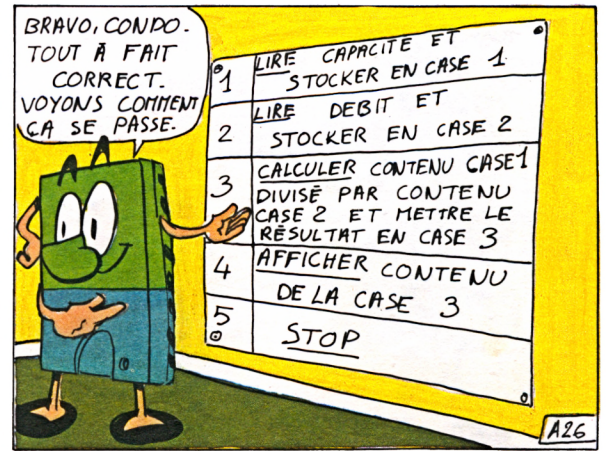 BRAVO, CONDO.
TOUT À FAIT
CORRECT.
VOYONS COMMENT
ÇA SE PASSE.
1 LIRE CAPACITÉ ET
STOCKER EN CASE 1
2 LIRE DEBIT ET
STOCKER EN CASE 2
3 CALCULER CONTENU CASE 1
DIVISÉ PAR CONTENU
CASE 2 ET METTRE LE
RÉSULTAT EN CASE 3
4 AFFICHER CONTENU
DE LA CASE 3
5 STOP
A26